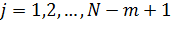 j = 1,2, … , N − m + 1